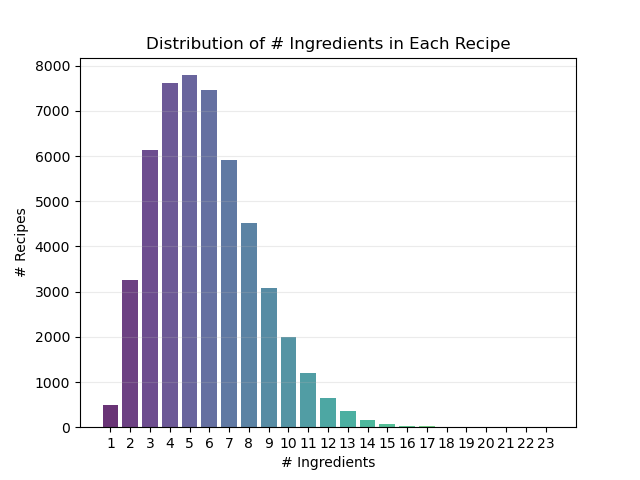 Distribution of # Ingredients in Each Recipe
8000
7000
6000
5000
4000
3000
2000
1000
0
# Recipes
1 2 3 4 5 6 7 8 9 10 11 12 13 14 15 16 17 18 19 20 21 22 23
# Ingredients